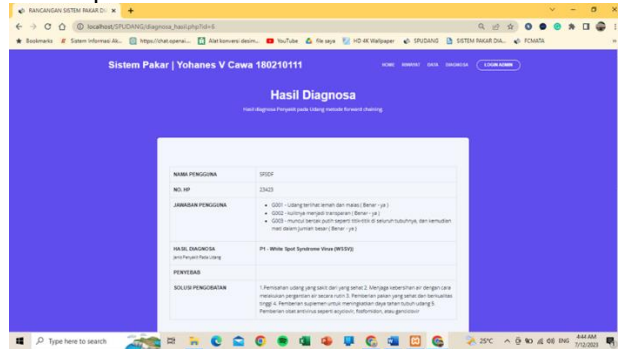 RANCANGAN SISTEM PAKAR DI
localhost/SPUDANG/diagnosa_hasil.php?id=6
Bookmarks Sistem Informasi Ak... https://chat.openai... Alat konversi desim... YouTube file saya HD 4K Wallpaper SPUDANG SISTEM PAKAR DIA... FCMATA
Sistem Pakar | Yohanes V Cawa 180210111
HOME RIWAYAT DATA DIAGNOSA LOGIN ADMIN
Hasil Diagnosa
Hasil diagnosa Penyakit pada Udang metode forward chaining.
NAMA PENGGUNA SFSDF
NO. HP 23423
JAWABAN PENGGUNA
G001 - Udang terlihat lemah dan malas ( Benar - ya )
G002 - kulitnya menjadi transparan ( Benar - ya )
G003 - muncul bercak putih seperti titik-titik di seluruh tubuhnya, dan kemudian
mati dalam jumlah besar ( Benar - ya )
HASIL DIAGNOSA P1 - White Spot Syndrome Virus (WSSV))
Jenis Penyakit Pada Udang
PENYEBAB
SOLUSI PENGOBATAN
1.Pemisahan udang yang sakit dari yang sehat 2. Menjaga kebersihan air dengan cara
melakukan pergantian air secara rutin 3. Pemberian pakan yang sehat dan berkualitas
tinggi 4. Pemberian suplemen untuk meningkatkan daya tahan tubuh udang 5.
Pemberian obat antivirus seperti acyclovir, fosfomidon, atau ganciclovir
Type here to search
25°C ENG 4:44 AM
7/12/2023